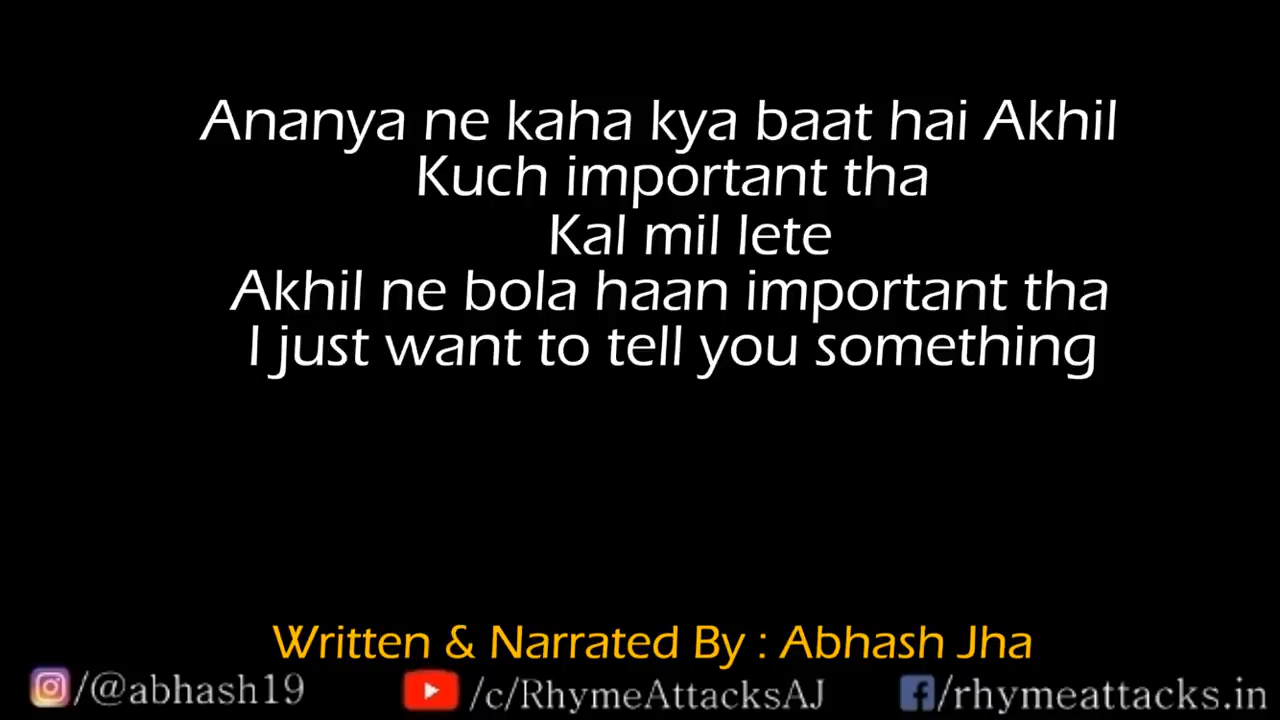 Ananya ne kaha kya baat hai Akhil
Kuch important tha
Kal mil lete
Akhil ne bola haan important tha
I just want to tell you something
Written & Narrated By : Abhash Jha
/@abhash19 /c/RhymeAttacksAJ /rhymeattacks.in